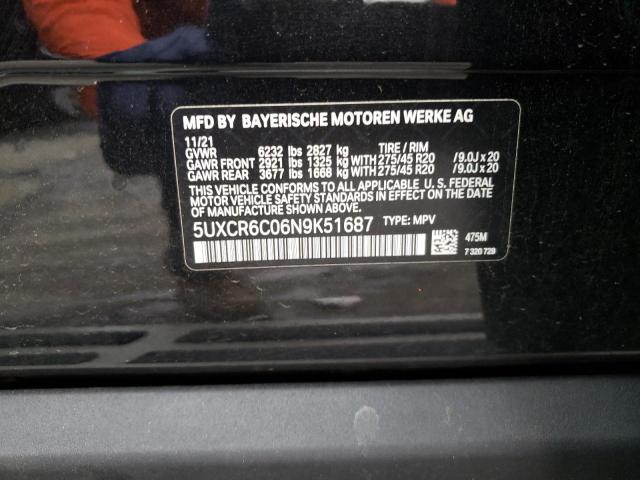 MFD BY BAYERISCHE MOTOREN WERKE AG
11/21
GVWR 6232 lbs 2827 kg TIRE / RIM
GAWR FRONT 2921 lbs 1325 kg WITH 275/45 R20 /9.0J x 20
GAWR REAR 3677 lbs 1668 kg WITH 275/45 R20 /9.0J x 20
THIS VEHICLE CONFORMS TO ALL APPLICABLE U. S. FEDERAL
MOTOR VEHICLE SAFETY STANDARDS IN EFFECT ON THE DATE
OF MANUFACTURE SHOWN ABOVE.
5UXCR6C06N9K51687 TYPE: MPV
475M
7 320 729